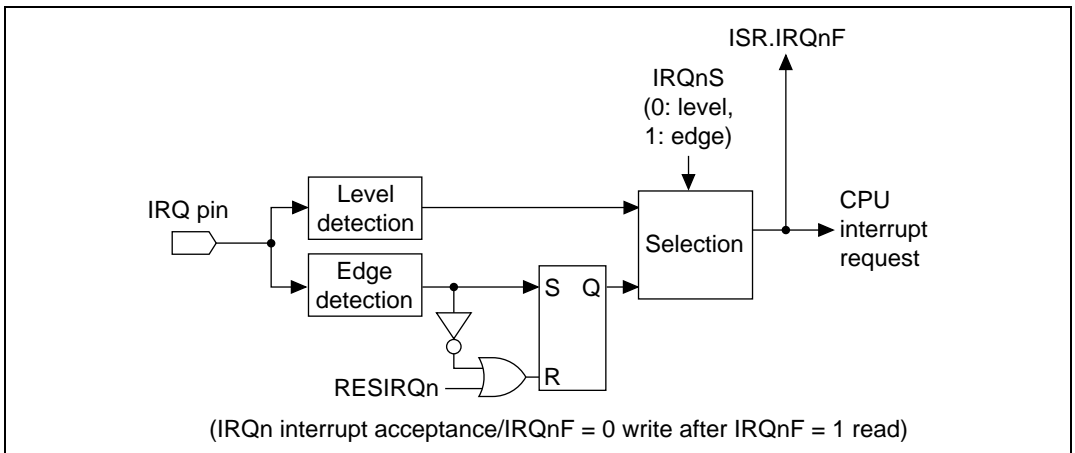 ISR.IRQnF
IRQnS
(0: level,
1: edge)
IRQ pin
Level
detection
Edge
detection
S Q
R
RESIRQn
Selection
CPU
interrupt
request
(IRQn interrupt acceptance/IRQnF = 0 write after IRQnF = 1 read)